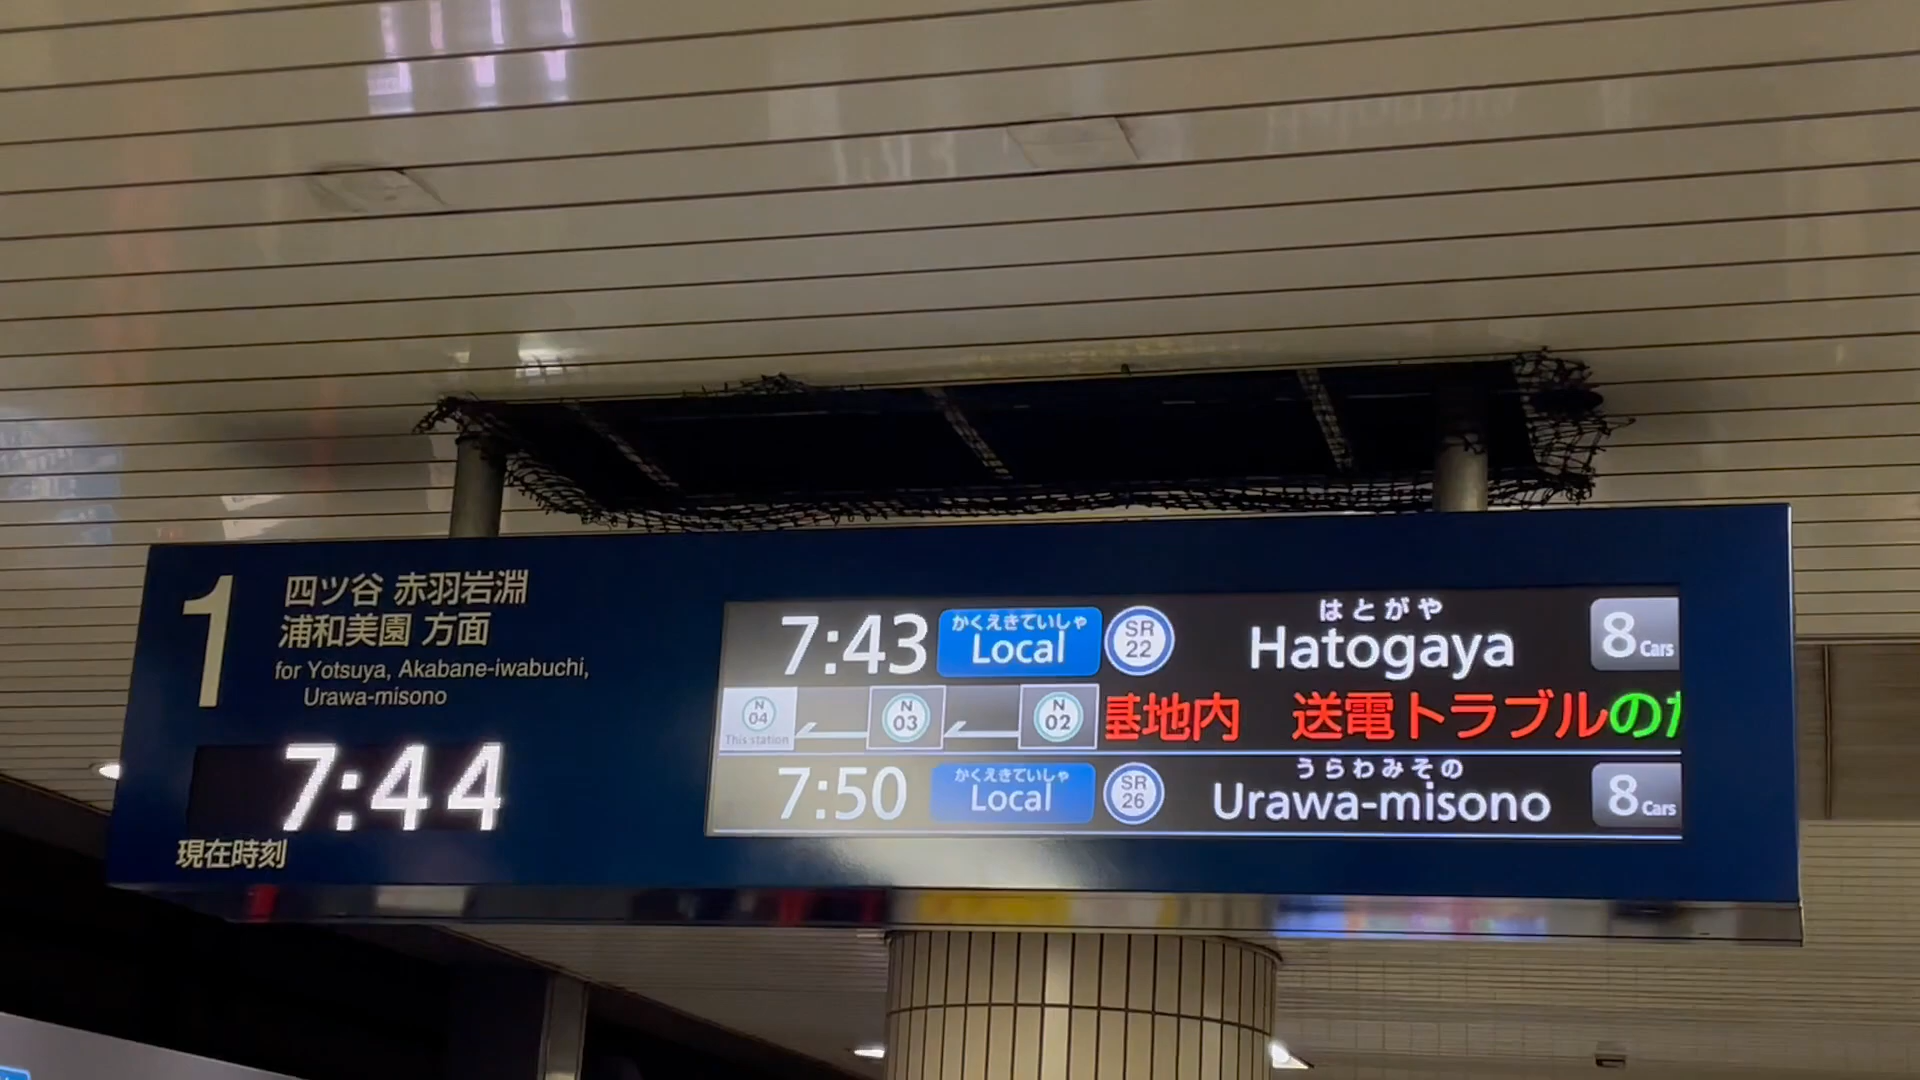 1
四ツ谷 赤羽岩淵
浦和美園 方面
for Yotsuya, Akabane-iwabuchi,
Urawa-misono
7:44
現在時刻
かくえきていしゃ
はとがや
7:43 Local SR 22 Hatogaya 8 Cars
N 04 This station N 03 N 02 基地内 送電トラブルのた
かくえきていしゃ
うらわみその
7:50 Local SR 26 Urawa-misono 8 Cars